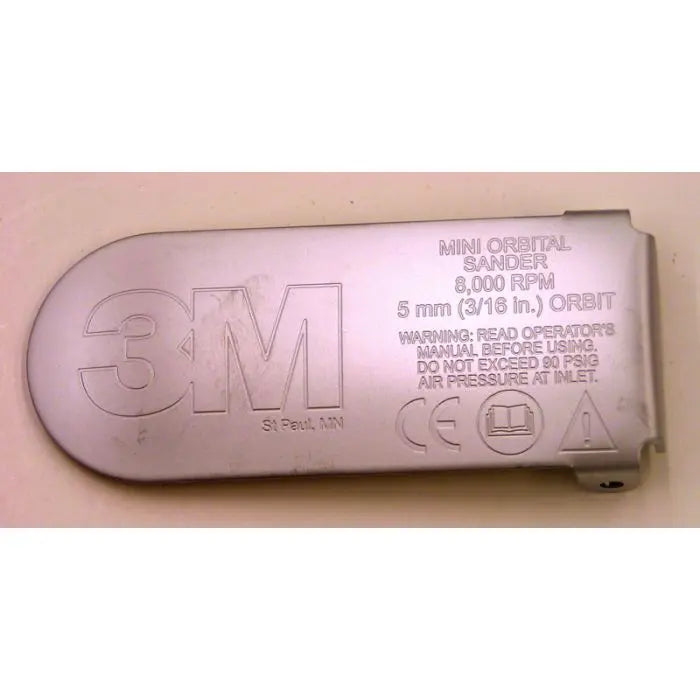 3M
St Paul, MN
MINI ORBITAL
SANDER
8,000 RPM
5 mm (3/16 in.) ORBIT
WARNING: READ OPERATOR'S
MANUAL BEFORE USING.
DO NOT EXCEED 90 PSIG
AIR PRESSURE AT INLET.
CE
!